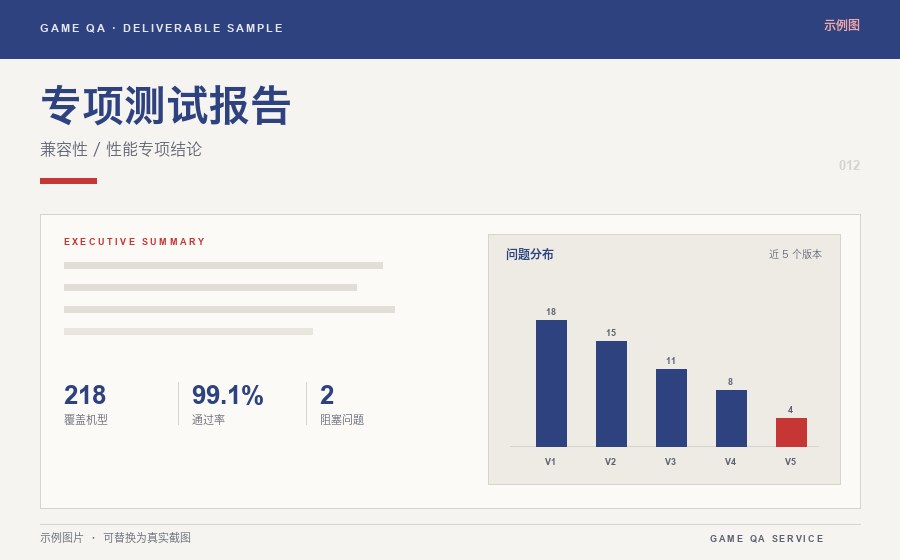 GAME QA · DELIVERABLE SAMPLE
示例图
专项测试报告
兼容性 / 性能专项结论
012
EXECUTIVE SUMMARY
218
覆盖机型
99.1%
通过率
2
阻塞问题
问题分布
近 5 个版本
18
15
11
8
4
V1 V2 V3 V4 V5
示例图片 · 可替换为真实截图
GAME QA SERVICE